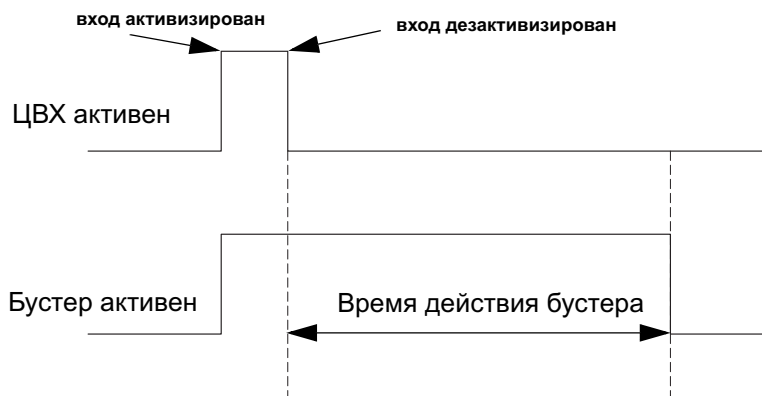 вход активизирован
вход дезактивизирован
ЦВХ активен
Бустер активен
Время действия бустера